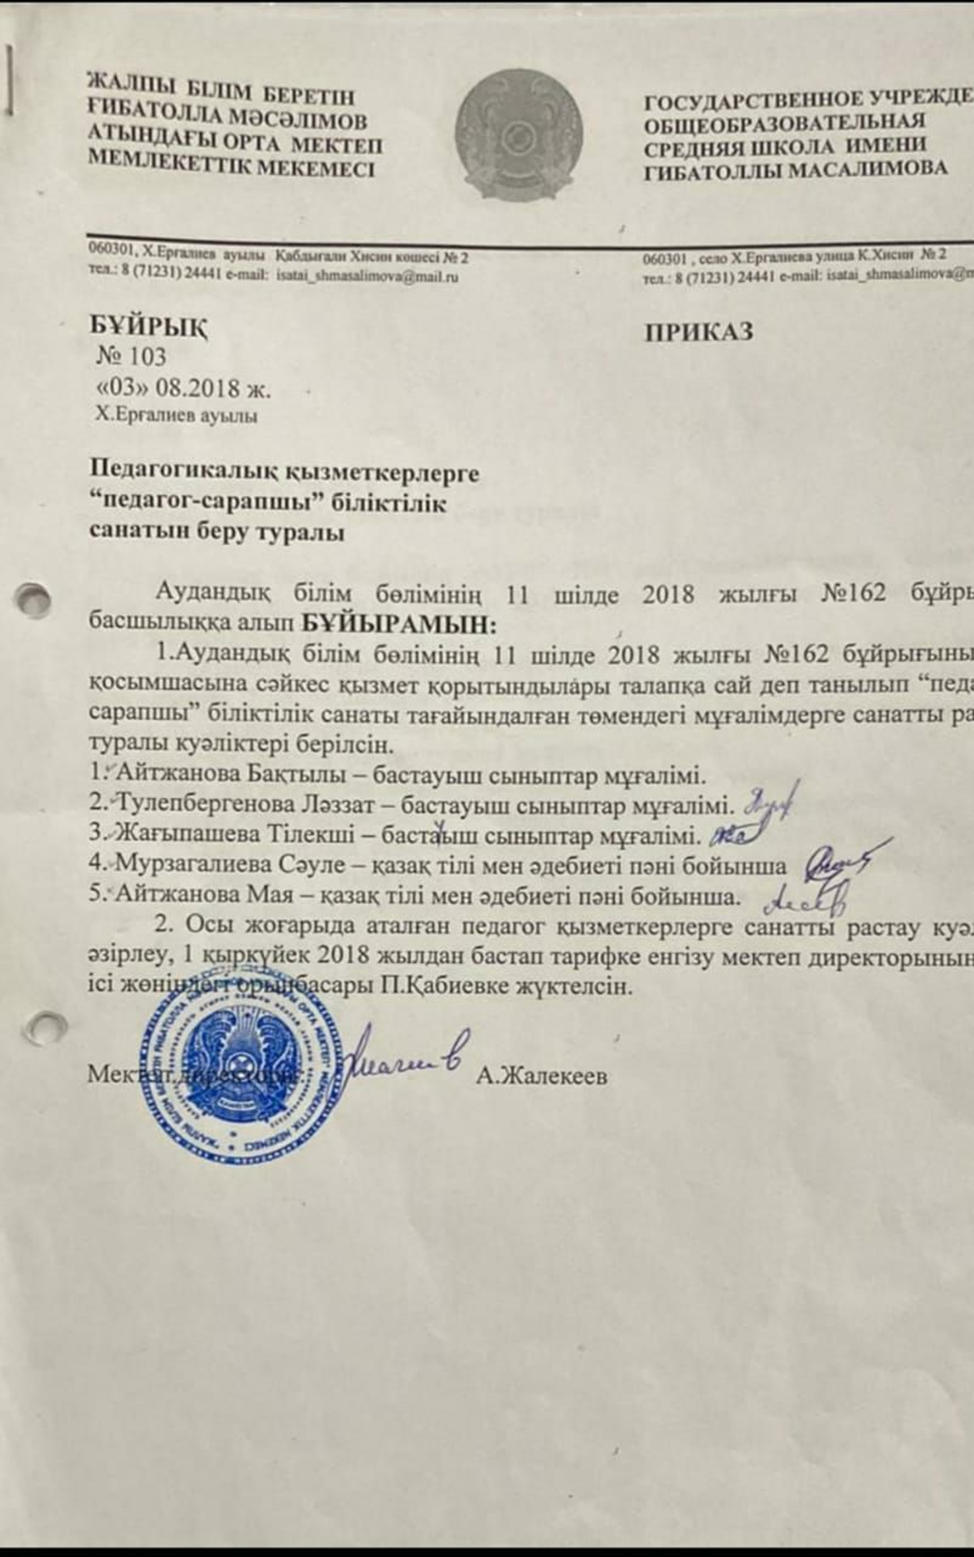 ЖАЛПЫ БІЛІМ БЕРЕТІН
ҒИБАТОЛЛА МӘСӘЛІМОВ
АТЫНДАҒЫ ОРТА МЕКТЕП
МЕМЛЕКЕТТІК МЕКЕМЕСІ
ГОСУДАРСТВЕННОЕ УЧРЕЖДЕ
ОБЩЕОБРАЗОВАТЕЛЬНАЯ
СРЕДНЯЯ ШКОЛА ИМЕНИ
ГИБАТОЛЛЫ МАСАЛИМОВА
060301, Х.Ергалиев ауылы Қабдығали Хисин көшесі № 2
тел.: 8 (71231) 24441 e-mail: isatai_shmasalimova@mail.ru
060301 , село Х.Ергалиева улица К.Хисин № 2
тел.: 8 (71231) 24441 e-mail: isatai_shmasalimova@m
БҰЙРЫҚ
№ 103
«03» 08.2018 ж.
Х.Ерғалиев ауылы
ПРИКАЗ
Педагогикалық қызметкерлерге
“педагог-сарапшы” біліктілік
санатын беру туралы
Аудандық білім бөлімінің 11 шілде 2018 жылғы №162 бұйры
басшылыққа алып БҰЙЫРАМЫН:
1.Аудандық білім бөлімінің 11 шілде 2018 жылғы №162 бұйрығыны
қосымшасына сәйкес қызмет қорытындылары талапқа сай деп танылып “педа
сарапшы” біліктілік санаты тағайындалған төмендегі мұғалімдерге санатты ра
туралы куәліктері берілсін.
1. Айтжанова Бақтылы – бастауыш сыныптар мұғалімі.
2. Тулепбергенова Ләззат – бастауыш сыныптар мұғалімі.
3. Жағыпашева Тілекші – бастауыш сыныптар мұғалімі.
4. Мурзагалиева Сәуле – қазақ тілі мен әдебиеті пәні бойынша
5. Айтжанова Мая – қазақ тілі мен әдебиеті пәні бойынша.
2. Осы жоғарыда аталған педагог қызметкерлерге санатты растау куәл
әзірлеу, 1 қыркүйек 2018 жылдан бастап тарифке енгізу мектеп директорының
ісі жөніндегі орынбасары П.Қабиевке жүктелсін.
Мектеп директоры: А.Жалекеев